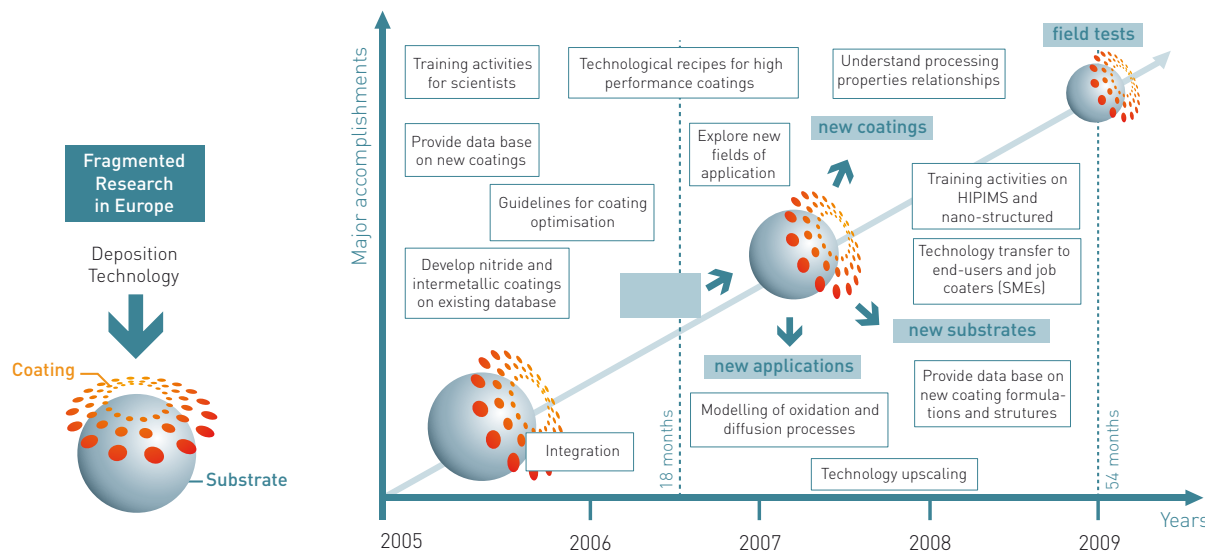 Fragmented
Research
in Europe
Deposition
Technology
Coating
Substrate
Major accomplishments
Training activities
for scientists
Technological recipes for high
performance coatings
Understand processing
properties relationships
field tests
Provide data base
on new coatings
Explore new
fields of
application
new coatings
Guidelines for coating
optimisation
Training activities on
HIPIMS and
nano-structured
Develop nitride and
intermetallic coatings
on existing database
Technology transfer to
end-users and job
coaters (SMEs)
new substrates
new applications
Provide data base on
new coating formula-
tions and strutures
Modelling of oxidation and
diffusion processes
Integration
18 months
Technology upscaling
54 months
Years
2005
2006
2007
2008
2009